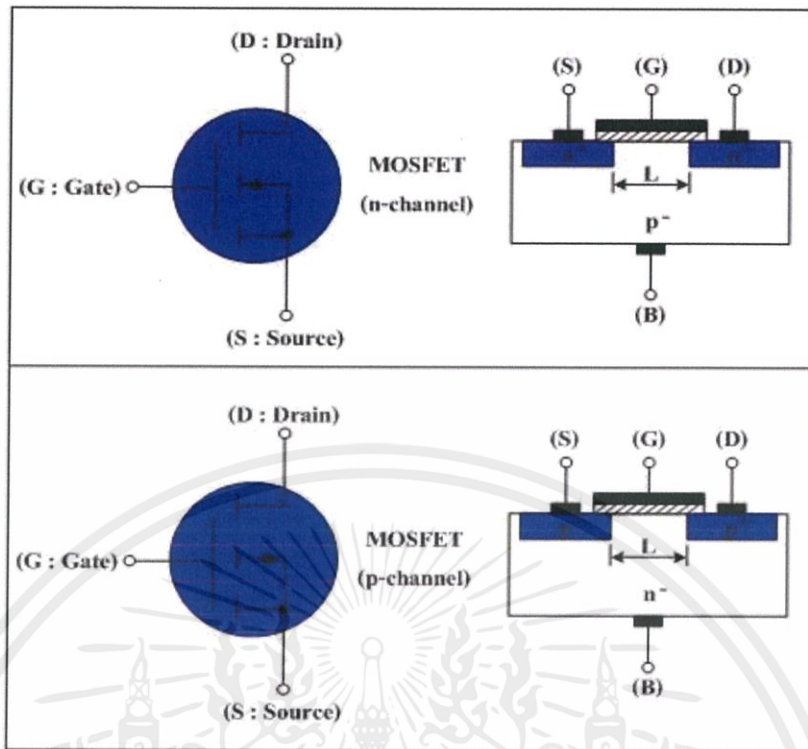 (D : Drain)
(G : Gate)
MOSFET
(n-channel)
(S : Source)
(S) (G) (D)
L
p⁻
(B)
(D : Drain)
(G : Gate)
MOSFET
(p-channel)
(S : Source)
(S) (G) (D)
L
n⁻
(B)